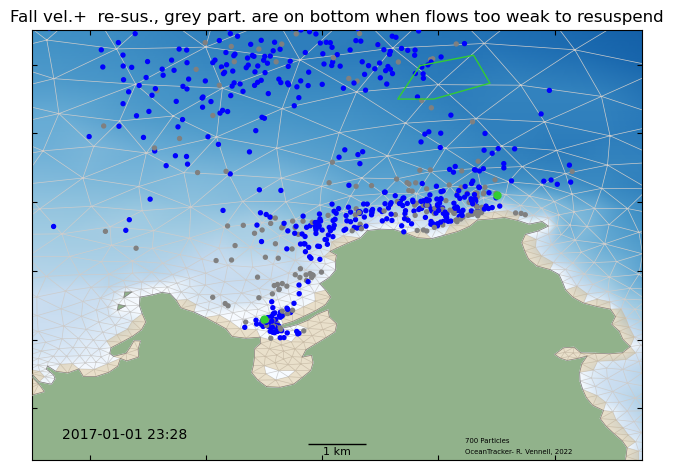 Fall vel.+  re-sus., grey part. are on bottom when flows too weak to resuspend
2017-01-01 23:28
1 km
700 Particles
OceanTracker- R. Vennell, 2022